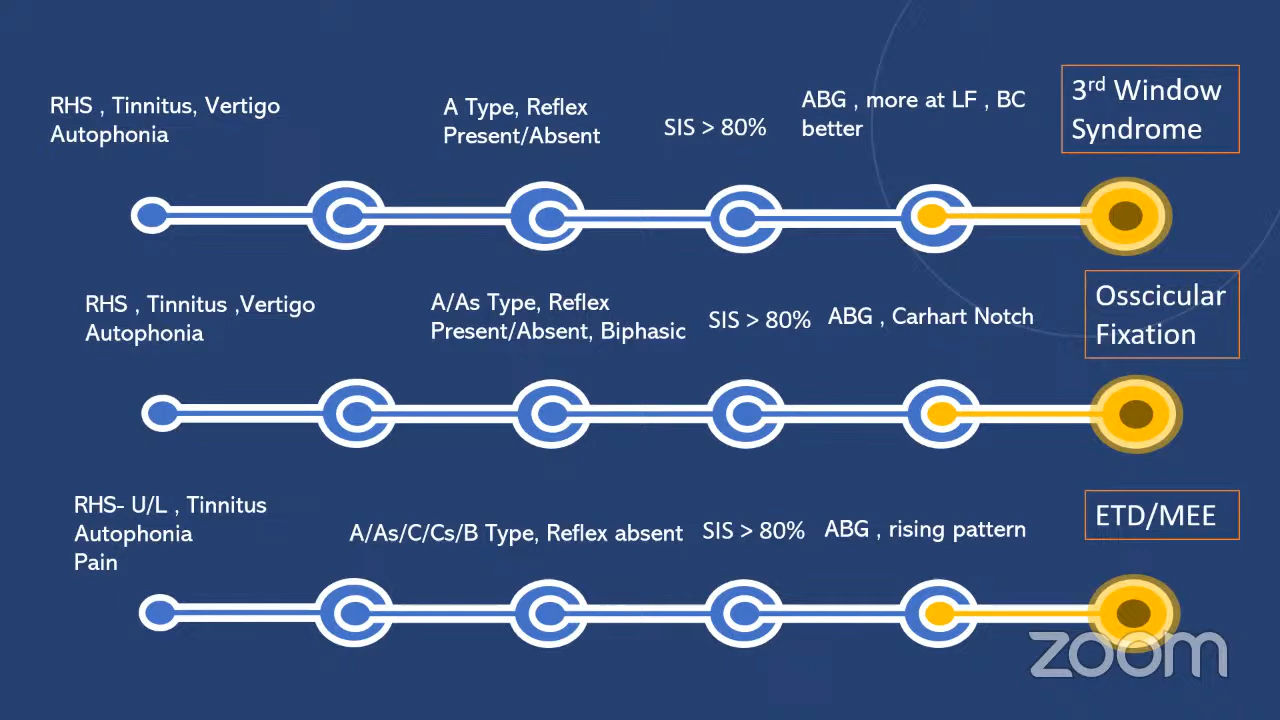 RHS , Tinnitus, Vertigo
Autophonia
A Type, Reflex
Present/Absent
SIS > 80%
ABG , more at LF , BC
better
3rd Window
Syndrome
RHS , Tinnitus ,Vertigo
Autophonia
A/As Type, Reflex
Present/Absent, Biphasic
SIS > 80%
ABG , Carhart Notch
Osscicular
Fixation
RHS- U/L , Tinnitus
Autophonia
Pain
A/As/C/Cs/B Type, Reflex absent
SIS > 80%
ABG , rising pattern
ETD/MEE
zoom